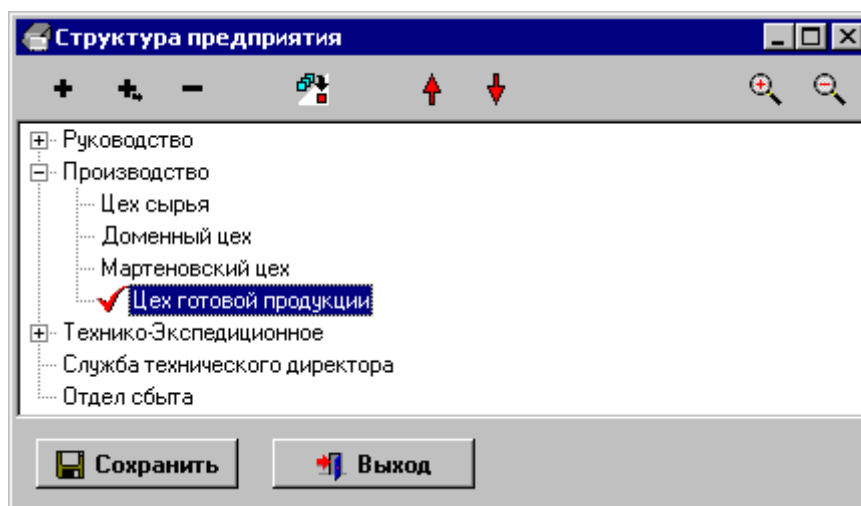 Структура предприятия
Руководство
Производство
Цех сырья
Доменный цех
Мартеновский цех
Цех готовой продукции
Технико-Экспедиционное
Служба технического директора
Отдел сбыта
Сохранить
Выход